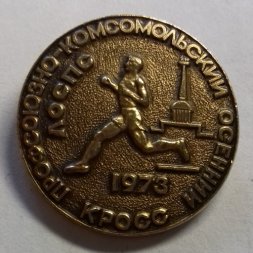 ПРОФСОЮЗНО-КОМСОМОЛЬСКИЙ ОСЕННИЙ
КРОСС
ЛОСПС
1973